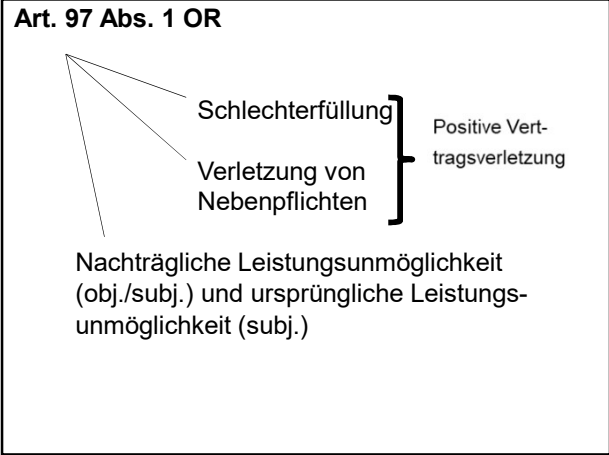 Art. 97 Abs. 1 OR
Schlechterfüllung
Positive Vert-
tragsverletzung
Verletzung von
Nebenpflichten
Nachträgliche Leistungsunmöglichkeit
(obj./subj.) und ursprüngliche Leistungs-
unmöglichkeit (subj.)